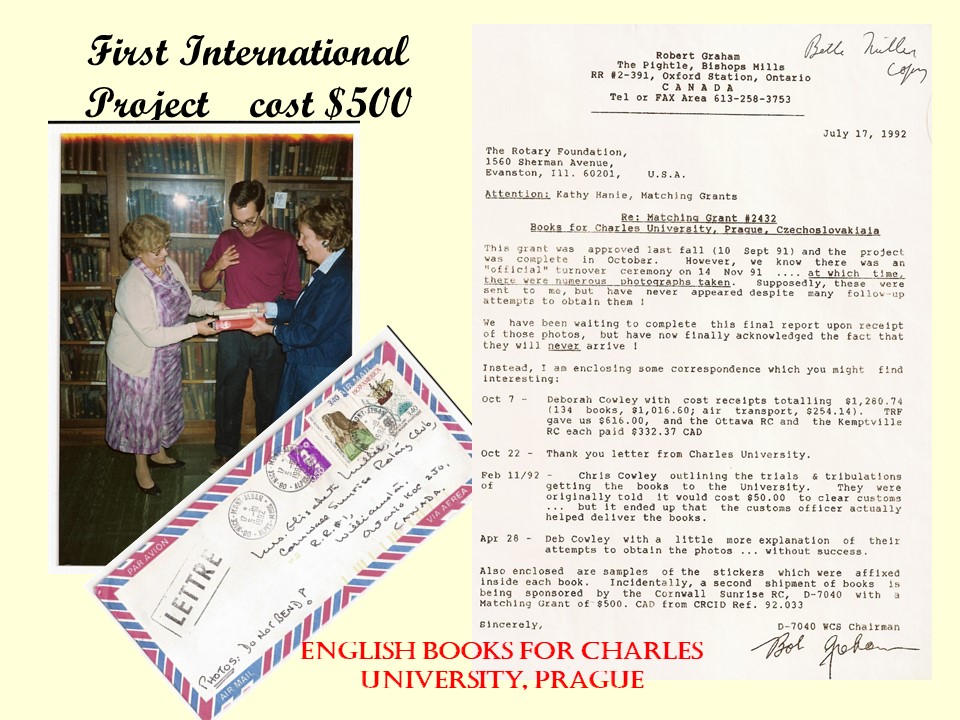 First International
Project cost $500
Robert Graham
The Pightle, Bishops Mills
RR #2-391, Oxford Station, Ontario
C A N A D A
Tel or FAX Area 613-258-3753
Copy
July 17, 1992
The Rotary Foundation,
1560 Sherman Avenue,
Evanston, Ill. 60201, U.S.A.
Attention: Kathy Hanie, Matching Grants
Re: Matching Grant #2432
Books for Charles University, Prague, Czechoslovakiaia
This grant was approved last fall (10 Sept 91) and the project
was complete in October. However, we know there was an
"official" turnover ceremony on 14 Nov 91 .... at which time,
there were numerous photographs taken. Supposedly, these were
sent to me, but have never appeared despite many follow-up
attempts to obtain them !
We have been waiting to complete this final report upon receipt
of those photos, but have now finally acknowledged the fact that
they will never arrive !
Instead, I am enclosing some correspondence which you might find
interesting:
Oct 7 - Deborah Cowley with cost receipts totalling $1,280.74
(134 books, $1,016.60; air transport, $254.14). TRF
gave us $616.00, and the Ottawa RC and the Kemptville
RC each paid $332.37 CAD
Oct 22 - Thank you letter from Charles University.
Feb 11/92 - Chris Cowley outlining the trials & tribulations
of getting the books to the University. They were
originally told it would cost $50.00 to clear customs
... but it ended up that the customs officer actually
helped deliver the books.
Apr 28 - Deb Cowley with a little more explanation of their
attempts to obtain the photos ... without success.
Also enclosed are samples of the stickers which were affixed
inside each book. Incidentally, a second shipment of books is
being sponsored by the Cornwall Sunrise RC, D-7040 with a
Matching Grant of $500. CAD from CRCID Ref. 92.033
Sincerely, D-7040 WCS Chairman
Bob Graham
AIR MAIL
Mrs. Elisabeth
Cornwall Sunrise Rotary Club,
R.R.#1,
Williamstown,
Ontario K0C 2J0,
CANADA.
PAR AVION
VIA AEREA
LETTRE
PHOTOS: DO NOT BEND!
AIR MAIL
ENGLISH BOOKS FOR CHARLES
UNIVERSITY, PRAGUE